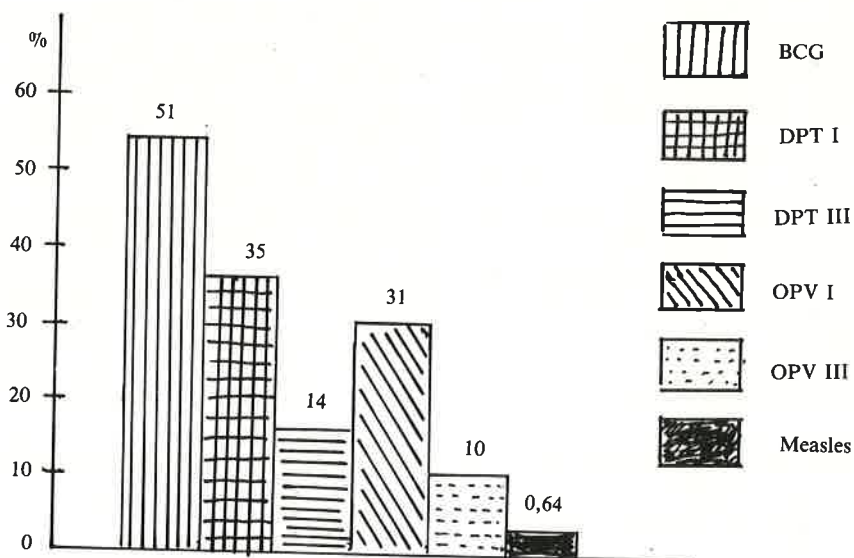 %
60
50
40
30
20
10
0
51
35
14
31
10
0,64
BCG
DPT I
DPT III
OPV I
OPV III
Measles